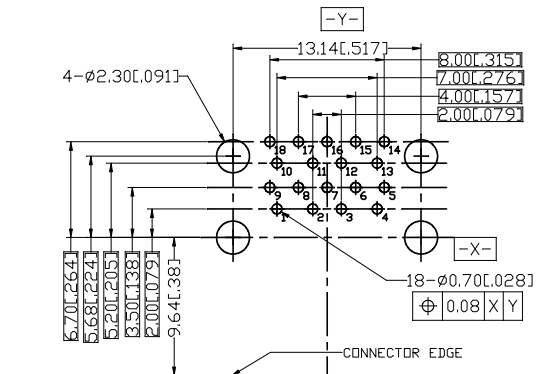 -Y-
13.14[.517]
8.00[.315]
7.00[.276]
4.00[.157]
2.00[.079]
4-Ø2.30[.091]
18 17 16 15 14
10 11 12 13
9 8 7 6 5
1 2 3 4
-X-
18-Ø0.70[.028]
⌖ 0.08 X Y
6.70[.264]
5.68[.224]
5.20[.205]
3.50[.138]
2.00[.079]
9.64[.38]
CONNECTOR EDGE